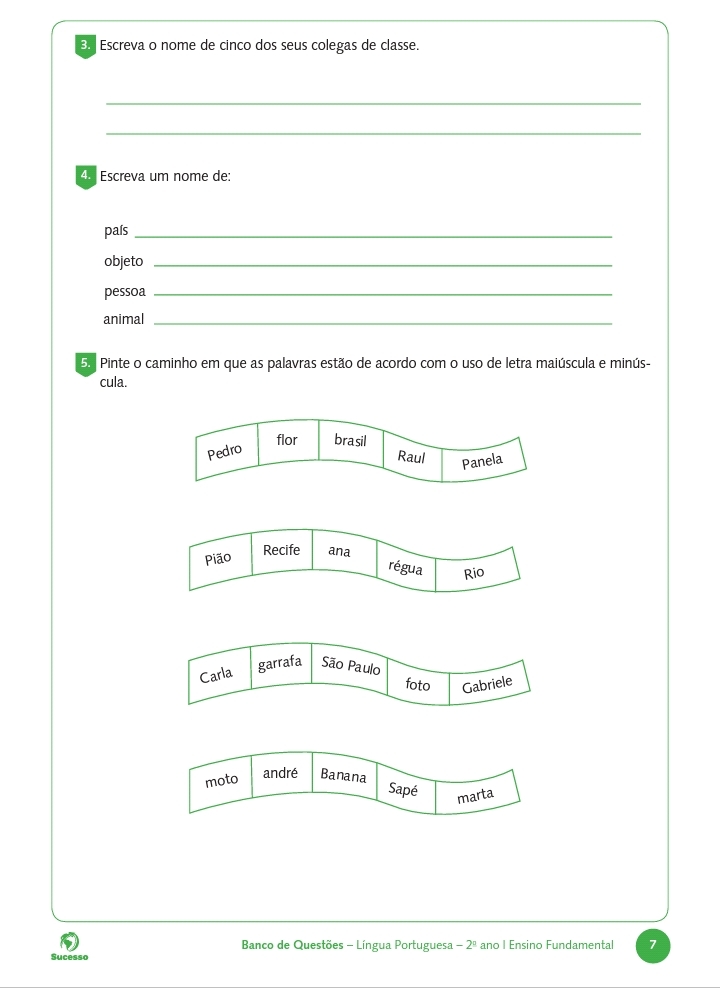 3. Escreva o nome de cinco dos seus colegas de classe.
4. Escreva um nome de:
país
objeto
pessoa
animal
5. Pinte o caminho em que as palavras estão de acordo com o uso de letra maiúscula e minús-
cula.
Pedro flor brasil Raul Panela
Pião Recife ana régua Rio
Carla garrafa São Paulo foto Gabriele
moto andré Banana Sapé marta
Sucesso
Banco de Questões – Língua Portuguesa – 2º ano I Ensino Fundamental 7